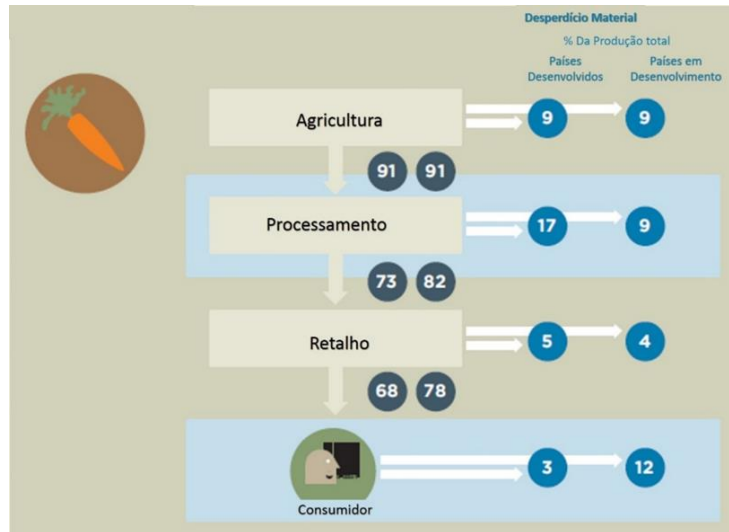 Desperdício Material
% Da Produção total
Países Desenvolvidos
Países em Desenvolvimento
Agricultura
9
9
91
91
Processamento
17
9
73
82
Retalho
5
4
68
78
3
12
Consumidor